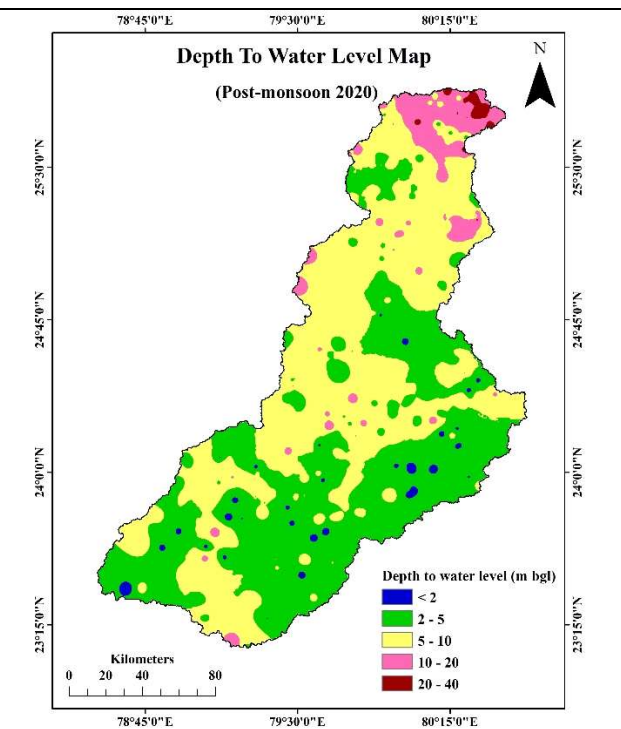 78°45'0"E 79°30'0"E 80°15'0"E
Depth To Water Level Map
N
(Post-monsoon 2020)
25°30'0"N 25°30'0"N
24°45'0"N 24°45'0"N
24°0'0"N 24°0'0"N
23°15'0"N 23°15'0"N
Depth to water level (m bgl)
< 2
2 - 5
5 - 10
10 - 20
20 - 40
Kilometers
0 20 40 80
78°45'0"E 79°30'0"E 80°15'0"E